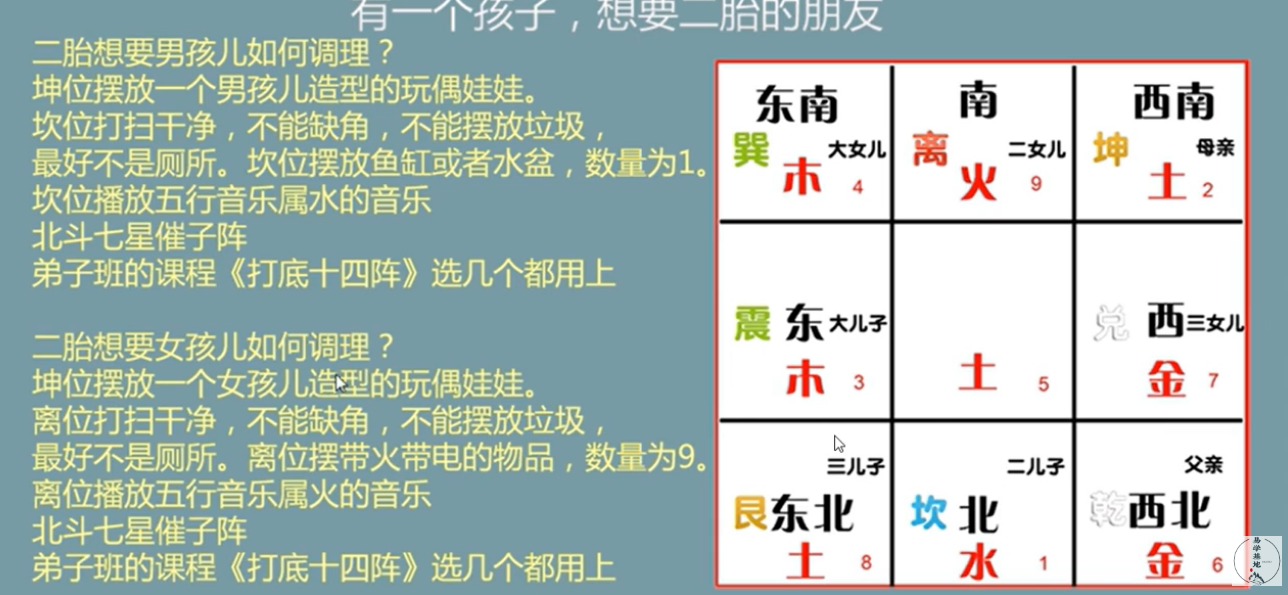 有一个孩子，想要二胎的朋友
二胎想要男孩儿如何调理？
坤位摆放一个男孩儿造型的玩偶娃娃。
坎位打扫干净，不能缺角，不能摆放垃圾，
最好不是厕所。坎位摆放鱼缸或者水盆，数量为1。
坎位播放五行音乐属水的音乐
北斗七星催子阵
弟子班的课程《打底十四阵》选几个都用上
二胎想要女孩儿如何调理？
坤位摆放一个女孩儿造型的玩偶娃娃。
离位打扫干净，不能缺角，不能摆放垃圾，
最好不是厕所。离位摆带火带电的物品，数量为9。
离位播放五行音乐属火的音乐
北斗七星催子阵
弟子班的课程《打底十四阵》选几个都用上
东南
巽 大女儿
木 4
南
离 二女儿
火 9
西南
坤 母亲
土 2
震 东 大儿子
木 3
土 5
兑 西 三女儿
金 7
三儿子
艮 东北
土 8
二儿子
坎 北
水 1
父亲
乾 西北
金 6
易学基地